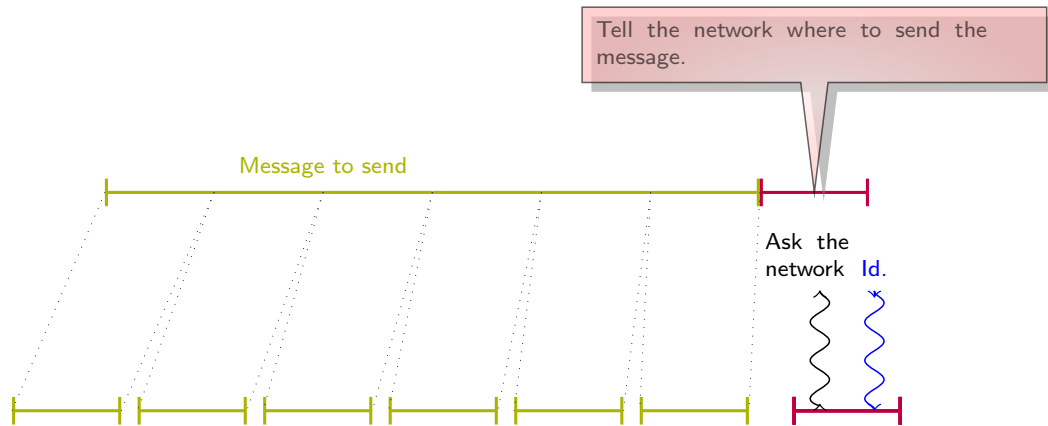 Tell the network where to send the
message.
Message to send
Ask the
network Id.